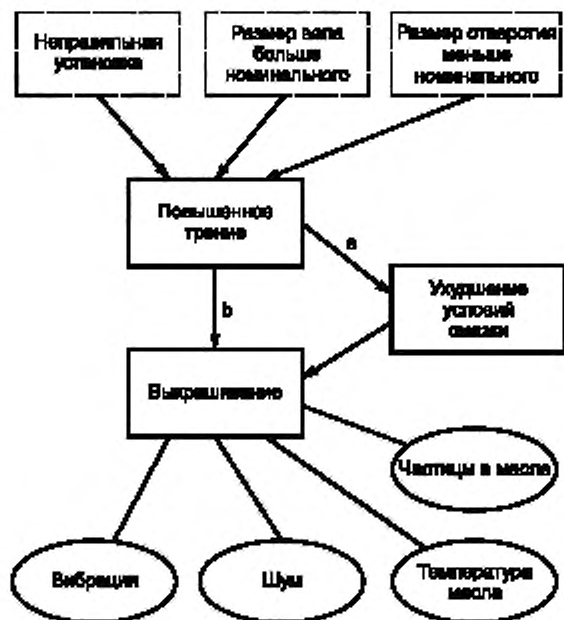 Неправильная
установка
Размер вала
больше
номинального
Размер отверстия
меньше
номинального
Повышенное
трение
a
Ухудшение
условий
смазки
b
Выкрашивание
Частицы в масле
Вибрация
Шум
Температура
масла